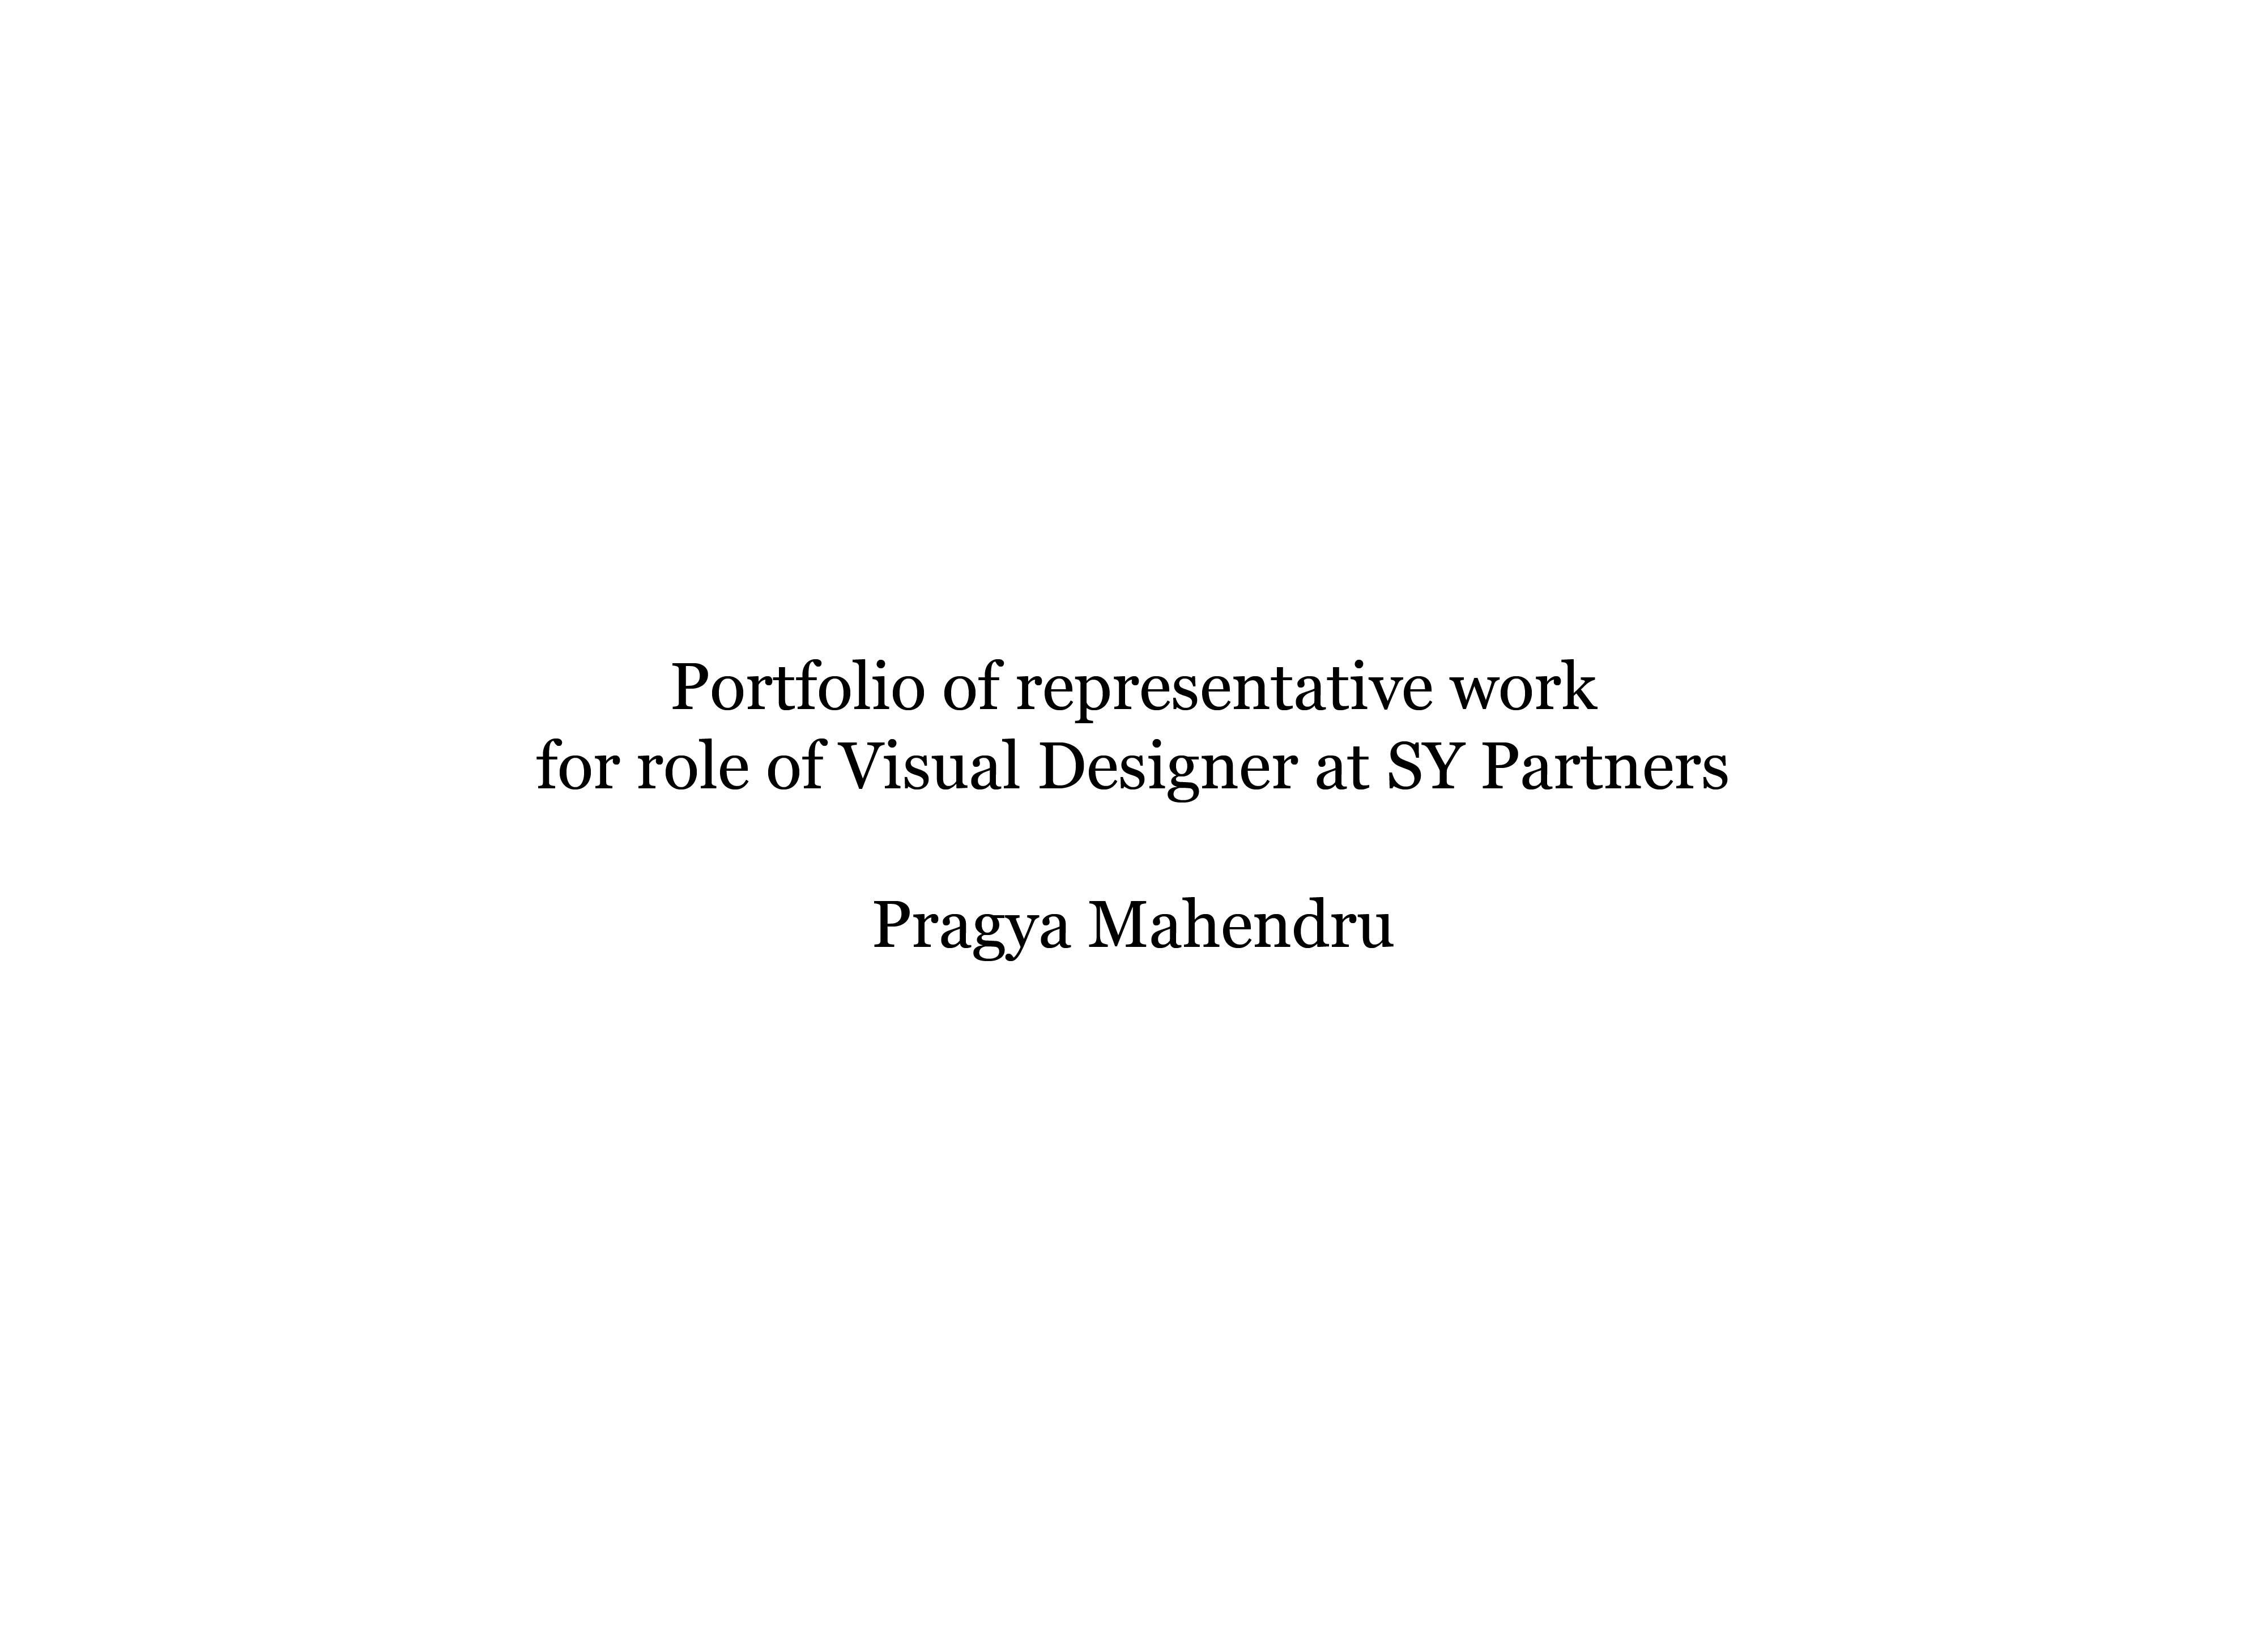 Portfolio of representative work
for role of Visual Designer at SY Partners
Pragya Mahendru